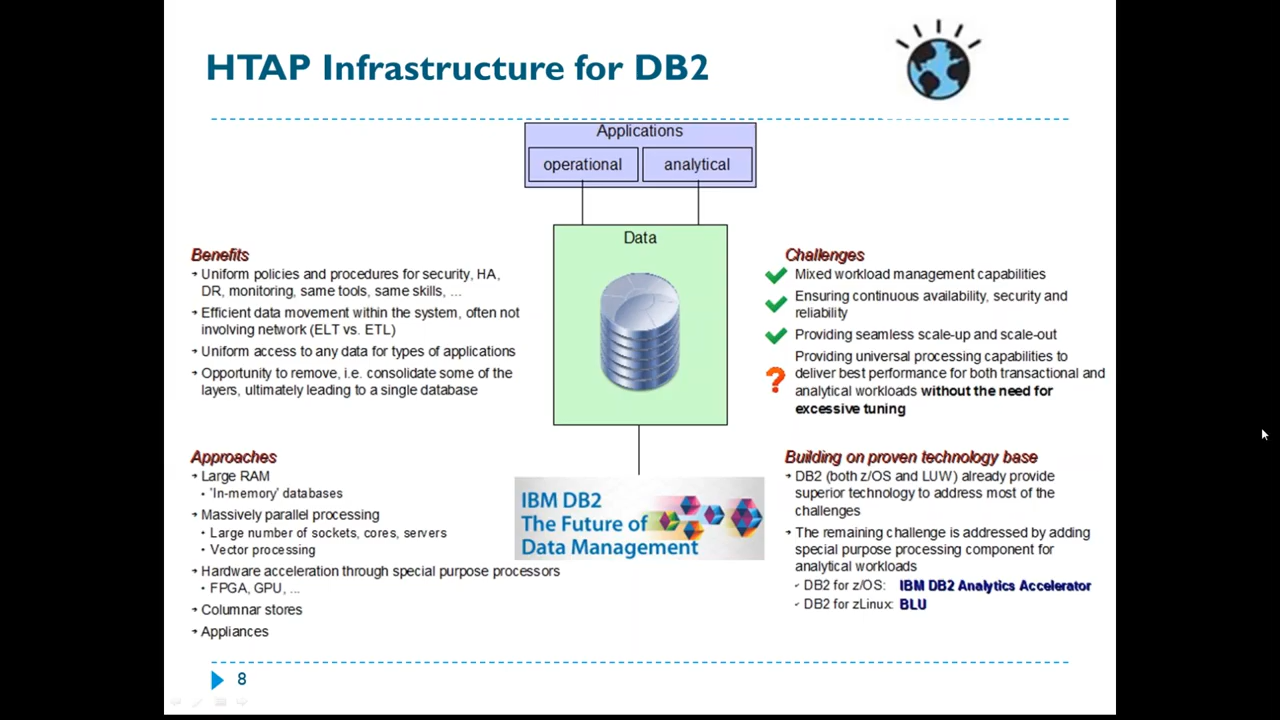 HTAP Infrastructure for DB2
Applications
operational
analytical
Data
Benefits
Uniform policies and procedures for security, HA,
DR, monitoring, same tools, same skills, ...
Efficient data movement within the system, often not
involving network (ELT vs. ETL)
Uniform access to any data for types of applications
Opportunity to remove, i.e. consolidate some of the
layers, ultimately leading to a single database
Challenges
Mixed workload management capabilities
Ensuring continuous availability, security and
reliability
Providing seamless scale-up and scale-out
?
Providing universal processing capabilities to
deliver best performance for both transactional and
analytical workloads without the need for
excessive tuning
Approaches
Large RAM
'In-memory' databases
Massively parallel processing
Large number of sockets, cores, servers
Vector processing
Hardware acceleration through special purpose processors
FPGA, GPU, ...
Columnar stores
Appliances
IBM DB2
The Future of
Data Management
Building on proven technology base
DB2 (both z/OS and LUW) already provide
superior technology to address most of the
challenges
The remaining challenge is addressed by adding
special purpose processing component for
analytical workloads
DB2 for z/OS: IBM DB2 Analytics Accelerator
DB2 for zLinux: BLU
8